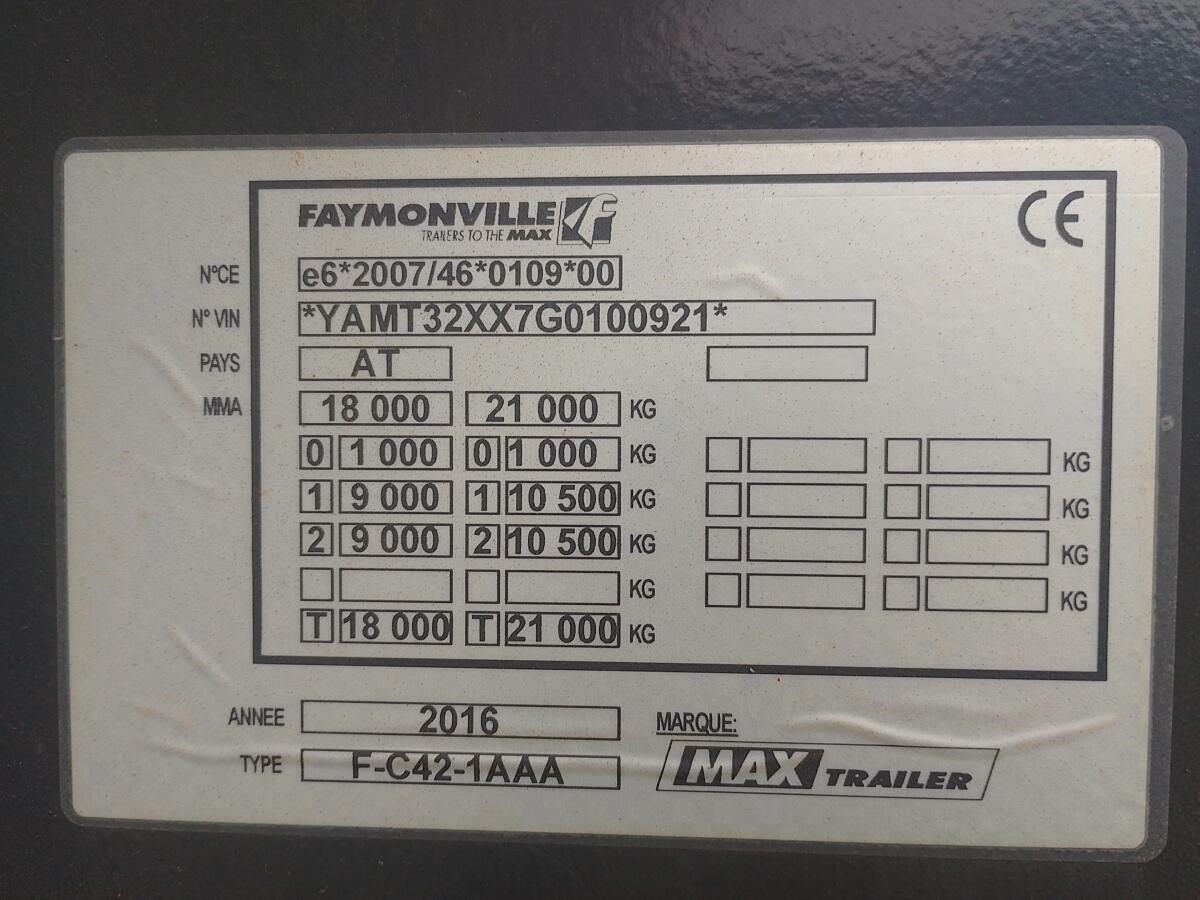 FAYMONVILLE
TRAILERS TO THE MAX
CE
N°CE e6*2007/46*0109*00
N° VIN *YAMT32XX7G0100921*
PAYS AT
MMA 18 000 21 000 KG
0 1 000 0 1 000 KG KG
1 9 000 1 10 500 KG KG
2 9 000 2 10 500 KG KG
KG KG
T 18 000 T 21 000 KG
ANNEE 2016 MARQUE:
TYPE F-C42-1AAA MAX TRAILER